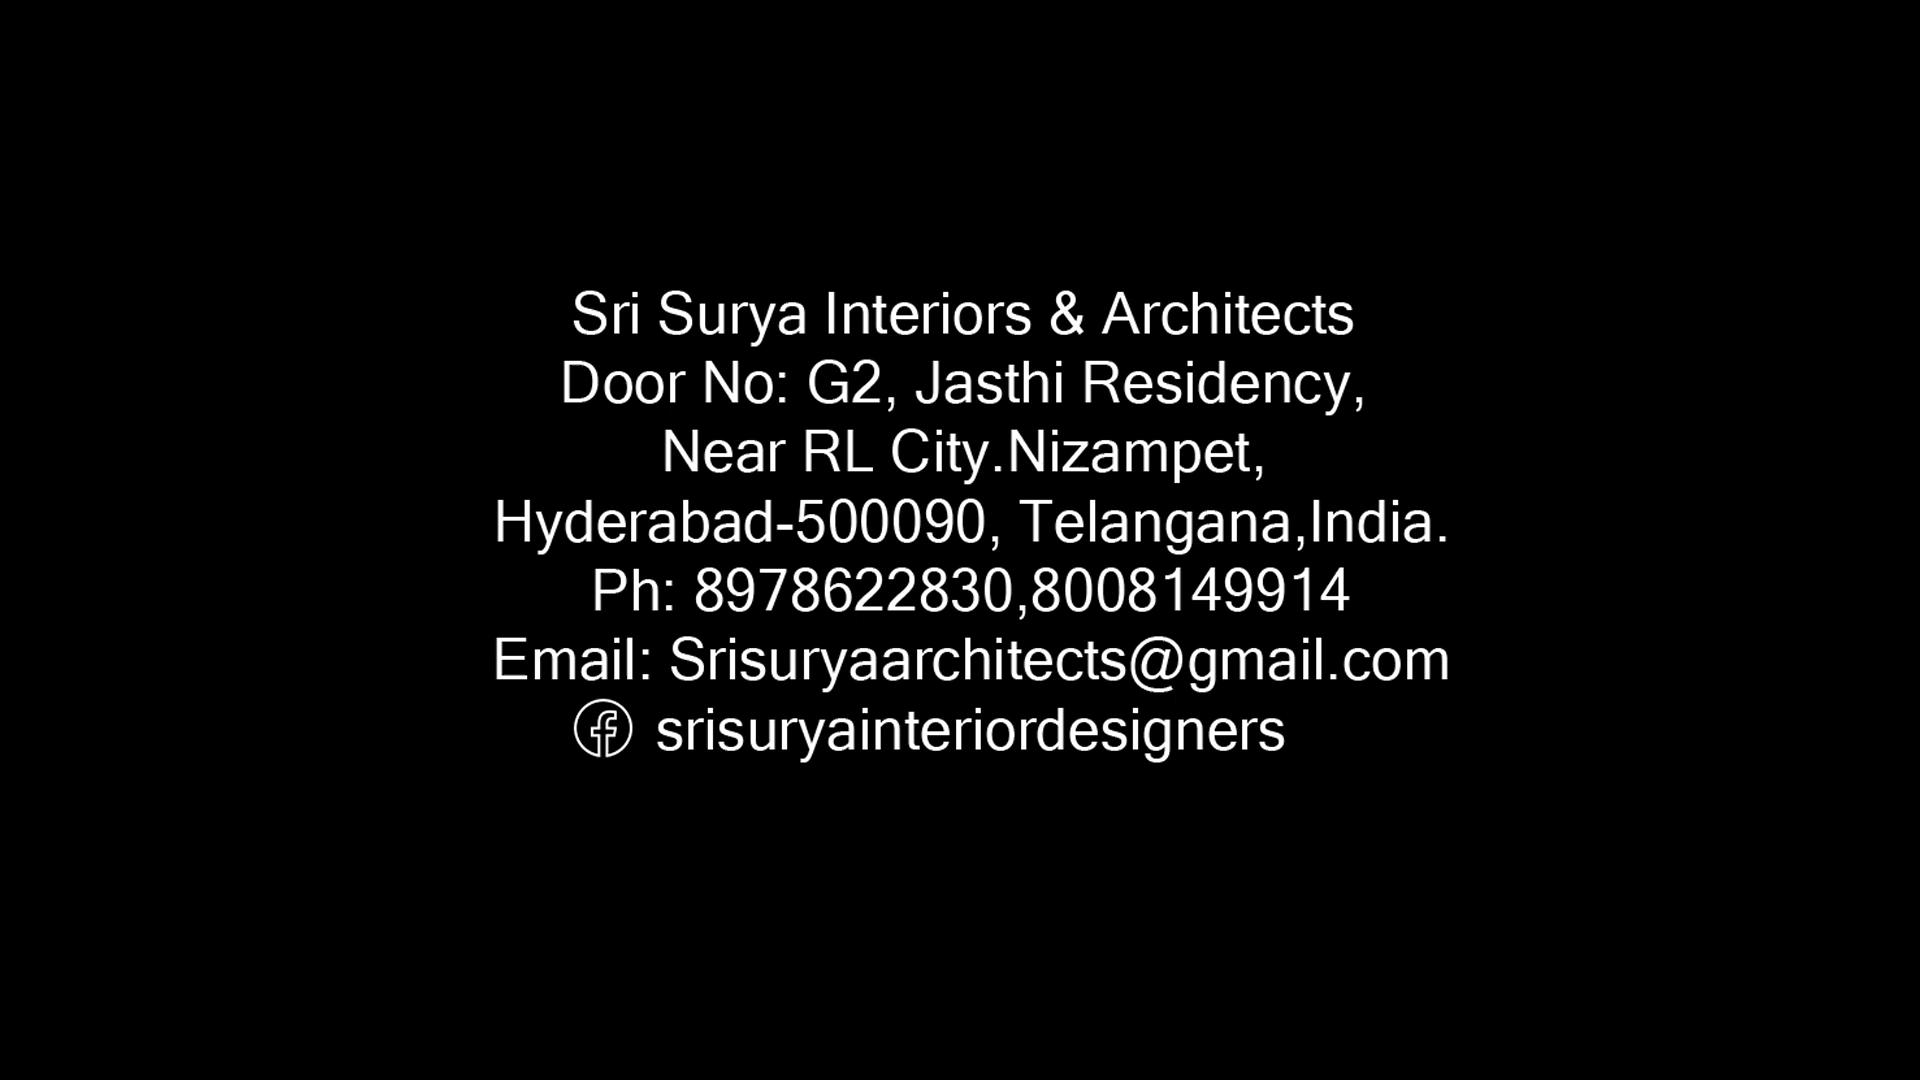 Sri Surya Interiors & Architects
Door No: G2, Jasthi Residency,
Near RL City.Nizampet,
Hyderabad-500090, Telangana,India.
Ph: 8978622830,8008149914
Email: Srisuryaarchitects@gmail.com
srisuryainteriordesigners